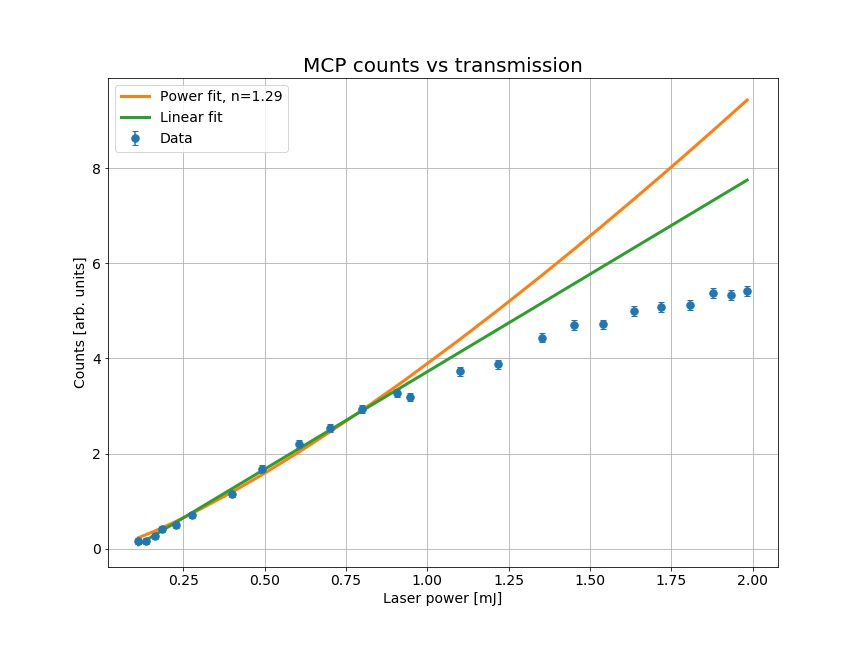 MCP counts vs transmission
Power fit, n=1.29
Linear fit
Data
Counts [arb. units]
8
6
4
2
0
0.25 0.50 0.75 1.00 1.25 1.50 1.75 2.00
Laser power [mJ]